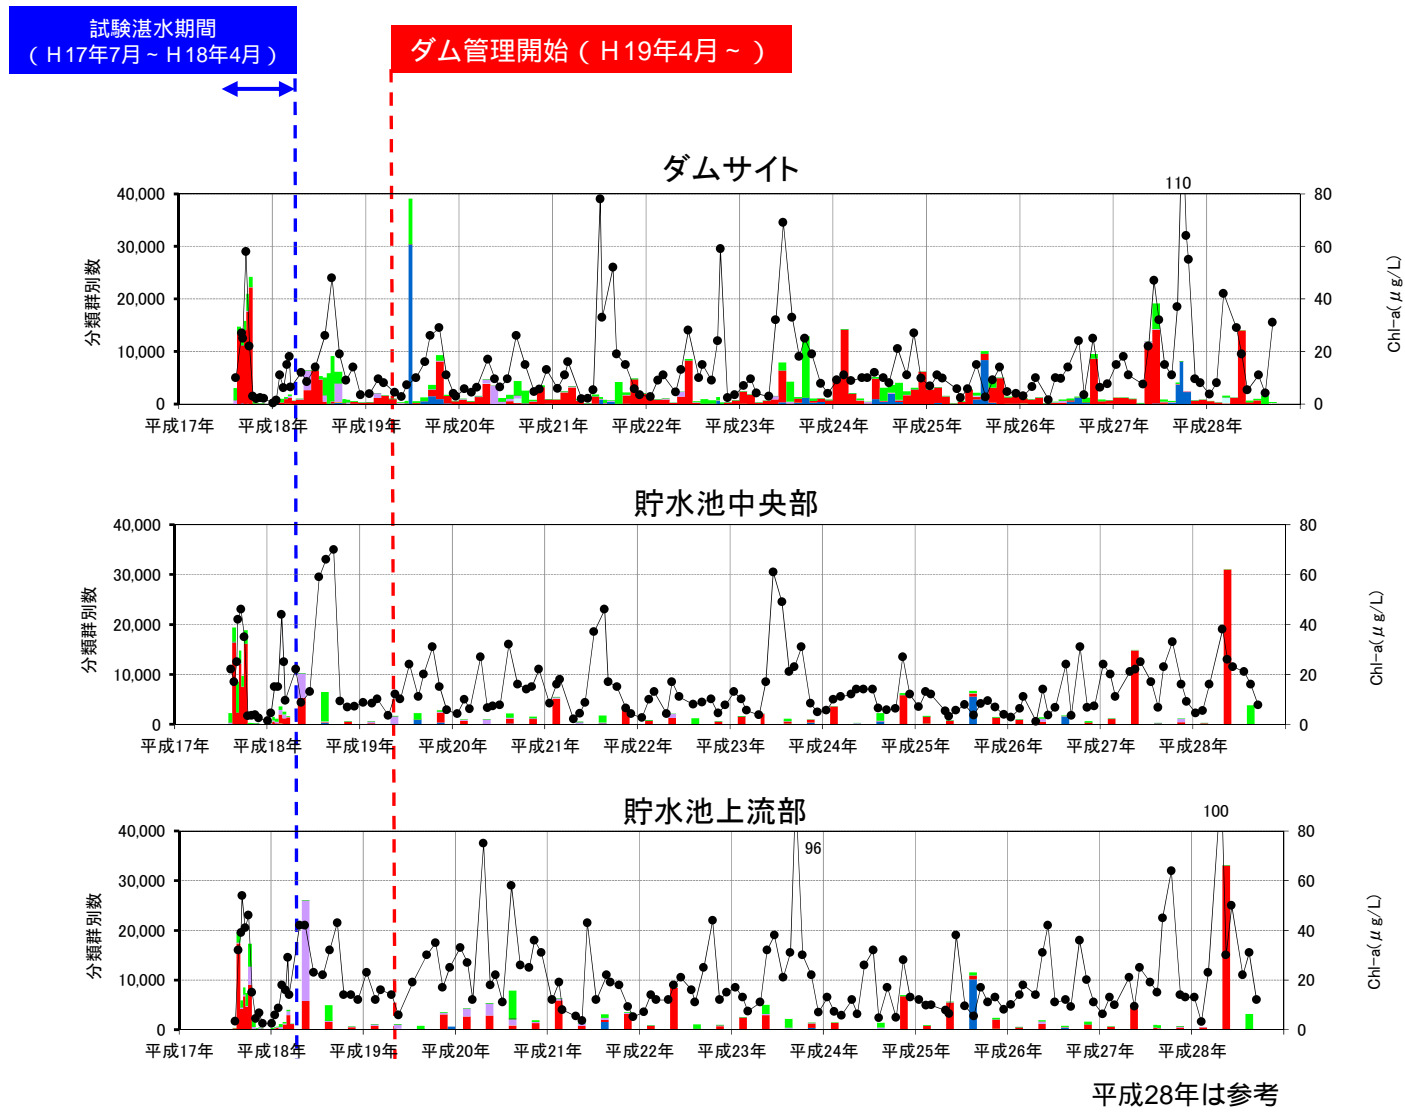 試験湛水期間
（Ｈ17年7月～Ｈ18年4月）
ダム管理開始（Ｈ19年4月～）
ダムサイト
110
40,000
30,000
20,000
10,000
0
分類群別数
80
60
40
20
0
Chl-a(μg/L)
平成17年 平成18年 平成19年 平成20年 平成21年 平成22年 平成23年 平成24年 平成25年 平成26年 平成27年 平成28年
貯水池中央部
40,000
30,000
20,000
10,000
0
分類群別数
80
60
40
20
0
Chl-a(μg/L)
平成17年 平成18年 平成19年 平成20年 平成21年 平成22年 平成23年 平成24年 平成25年 平成26年 平成27年 平成28年
貯水池上流部
100
96
40,000
30,000
20,000
10,000
0
分類群別数
80
60
40
20
0
Chl-a(μg/L)
平成17年 平成18年 平成19年 平成20年 平成21年 平成22年 平成23年 平成24年 平成25年 平成26年 平成27年 平成28年
平成28年は参考